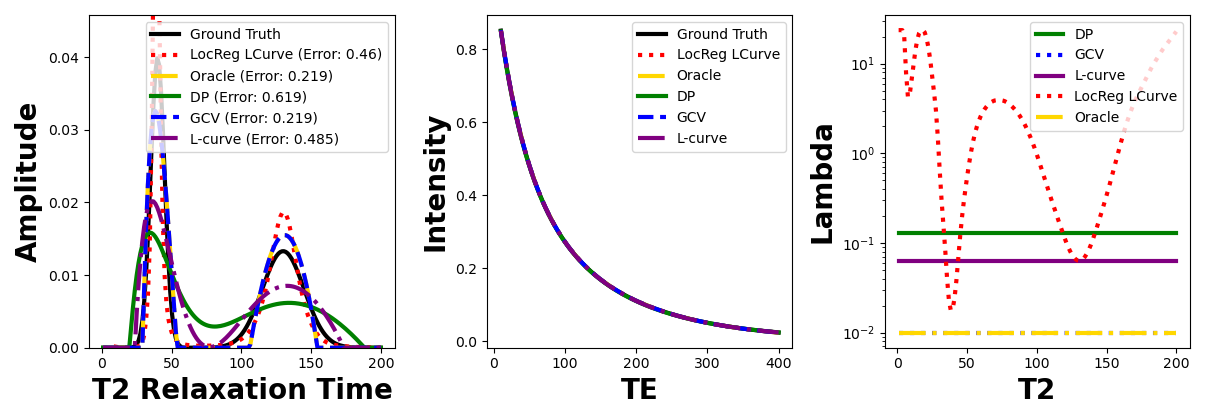 Amplitude
0.04
0.03
0.02
0.01
0.00
0
50
100
150
200
T2 Relaxation Time
Ground Truth
LocReg LCurve (Error: 0.46)
Oracle (Error: 0.219)
DP (Error: 0.619)
GCV (Error: 0.219)
L-curve (Error: 0.485)
Intensity
0.8
0.6
0.4
0.2
0.0
0
100
200
300
400
TE
Ground Truth
LocReg LCurve
Oracle
DP
GCV
L-curve
Lambda
10¹
10⁰
10⁻¹
10⁻²
0
50
100
150
200
T2
DP
GCV
L-curve
LocReg LCurve
Oracle